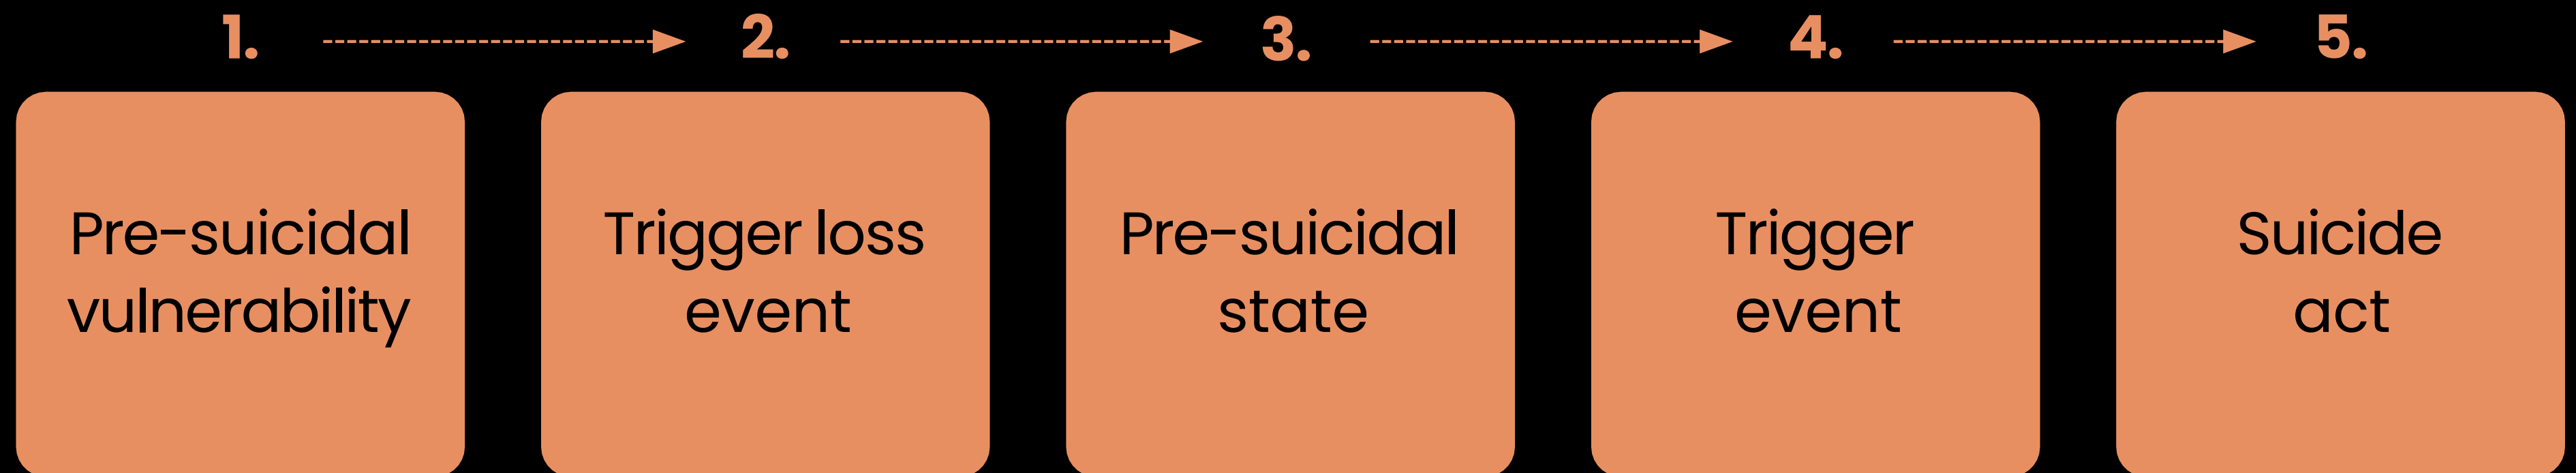 1.
2.
3.
4.
5.
Pre-suicidal
vulnerability
Trigger loss
event
Pre-suicidal
state
Trigger
event
Suicide
act